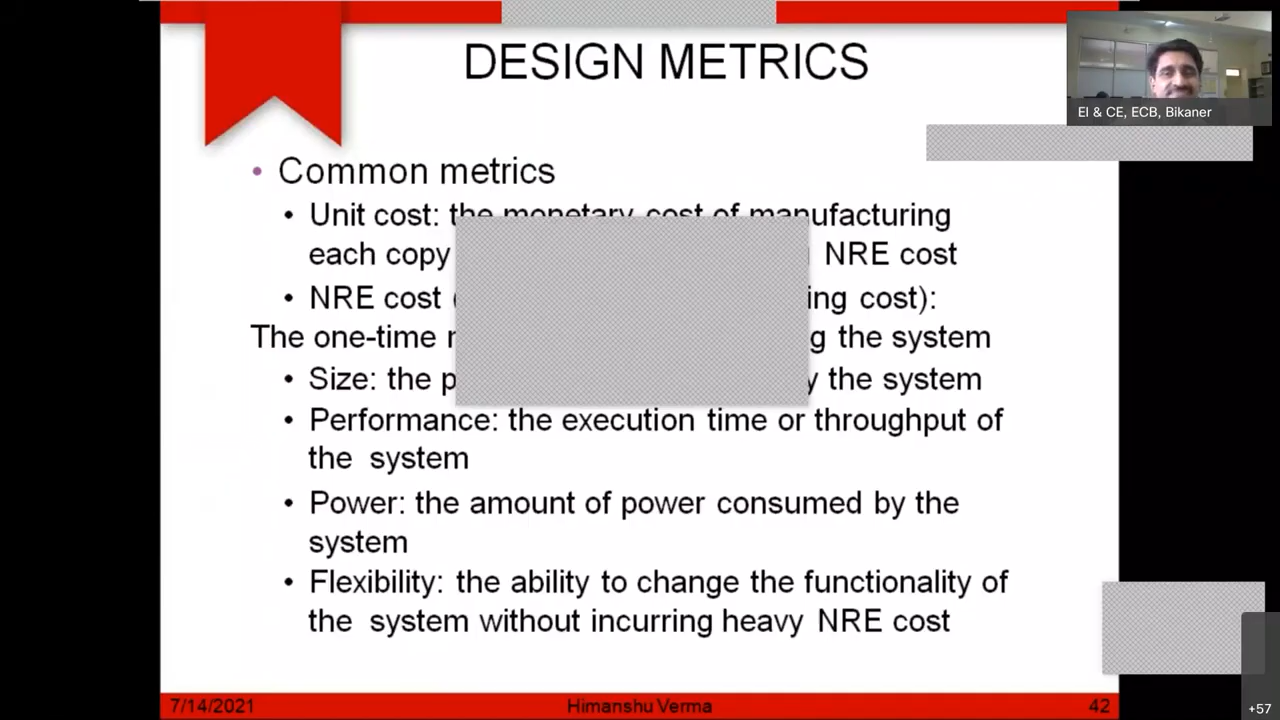 DESIGN METRICS
EI & CE, ECB, Bikaner
• Common metrics
• Unit cost: the monetary cost of manufacturing
each copy NRE cost
• NRE cost ing cost):
The one-time g the system
• Size: the y the system
• Performance: the execution time or throughput of
the system
• Power: the amount of power consumed by the
system
• Flexibility: the ability to change the functionality of
the system without incurring heavy NRE cost
7/14/2021 Himanshu Verma 42
+57